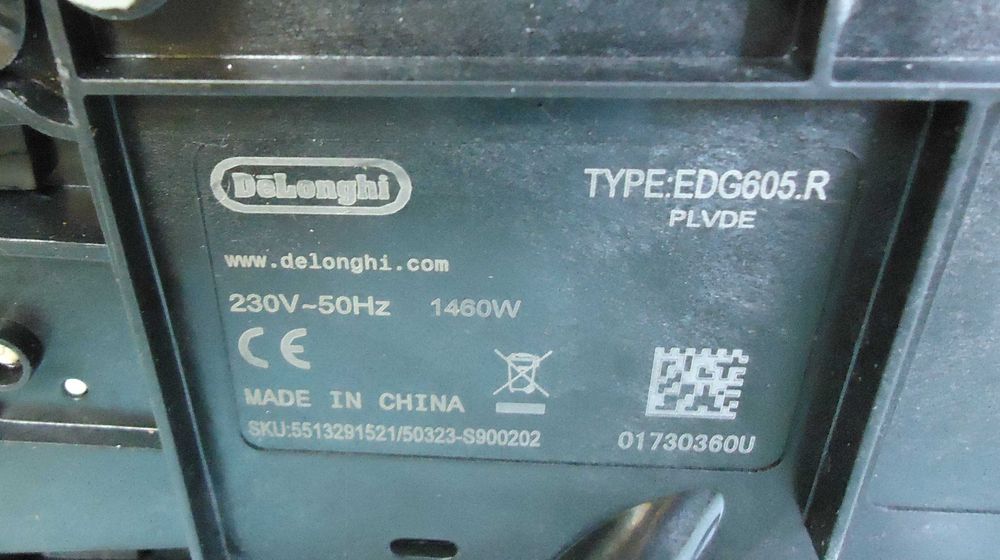 DeLonghi
TYPE:EDG605.R
PLVDE
www.delonghi.com
230V~50Hz 1460W
CE
MADE IN CHINA
SKU:5513291521/50323-S900202
01730360U